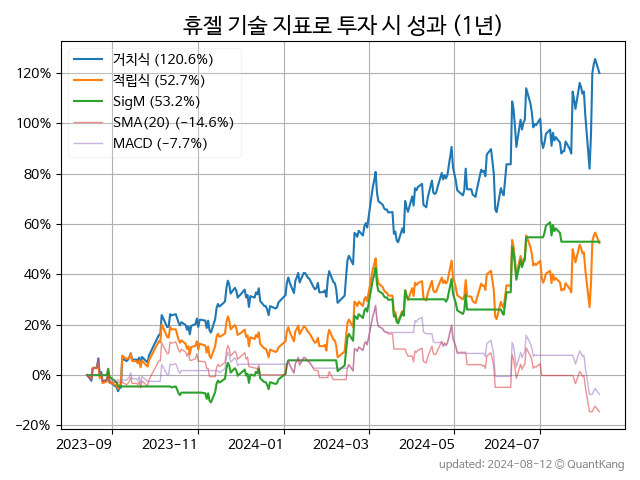 휴젤 기술 지표로 투자 시 성과 (1년)
거치식 (120.6%)
적립식 (52.7%)
SigM (53.2%)
SMA(20) (−14.6%)
MACD (−7.7%)
120%
100%
80%
60%
40%
20%
0%
−20%
2023-09 2023-11 2024-01 2024-03 2024-05 2024-07
updated: 2024-08-12 © QuantKang